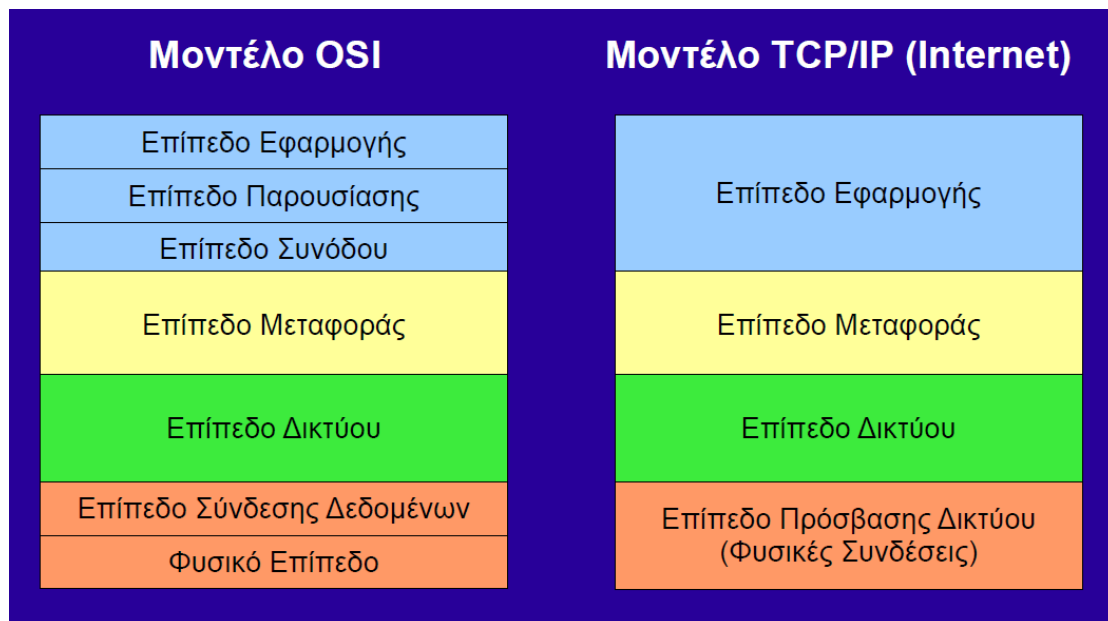 Μοντέλο OSI
Επίπεδο Εφαρμογής
Επίπεδο Παρουσίασης
Επίπεδο Συνόδου
Επίπεδο Μεταφοράς
Επίπεδο Δικτύου
Επίπεδο Σύνδεσης Δεδομένων
Φυσικό Επίπεδο
Μοντέλο TCP/IP (Internet)
Επίπεδο Εφαρμογής
Επίπεδο Μεταφοράς
Επίπεδο Δικτύου
Επίπεδο Πρόσβασης Δικτύου
(Φυσικές Συνδέσεις)